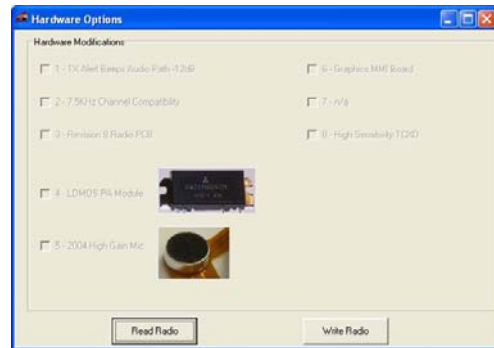 Hardware Options
Hardware Modifications
1 - TX Alert Beeps Audio Path -12dB
2 - 7.5KHz Channel Compatibility
3 - Revision 8 Radio PCB
4 - LDMOS PA Module
5 - 2004 High Gain Mic
6 - Graphics MMI Board
7 - n/a
8 - High Sensitivity TCXO
Read Radio
Write Radio